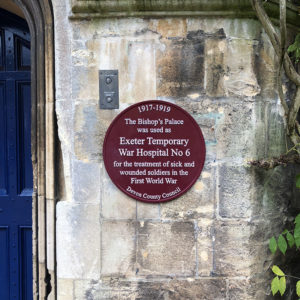 1917-1919
The Bishop's Palace
was used as
Exeter Temporary
War Hospital No 6
for the treatment of sick and
wounded soldiers in the
First World War
Devon County Council